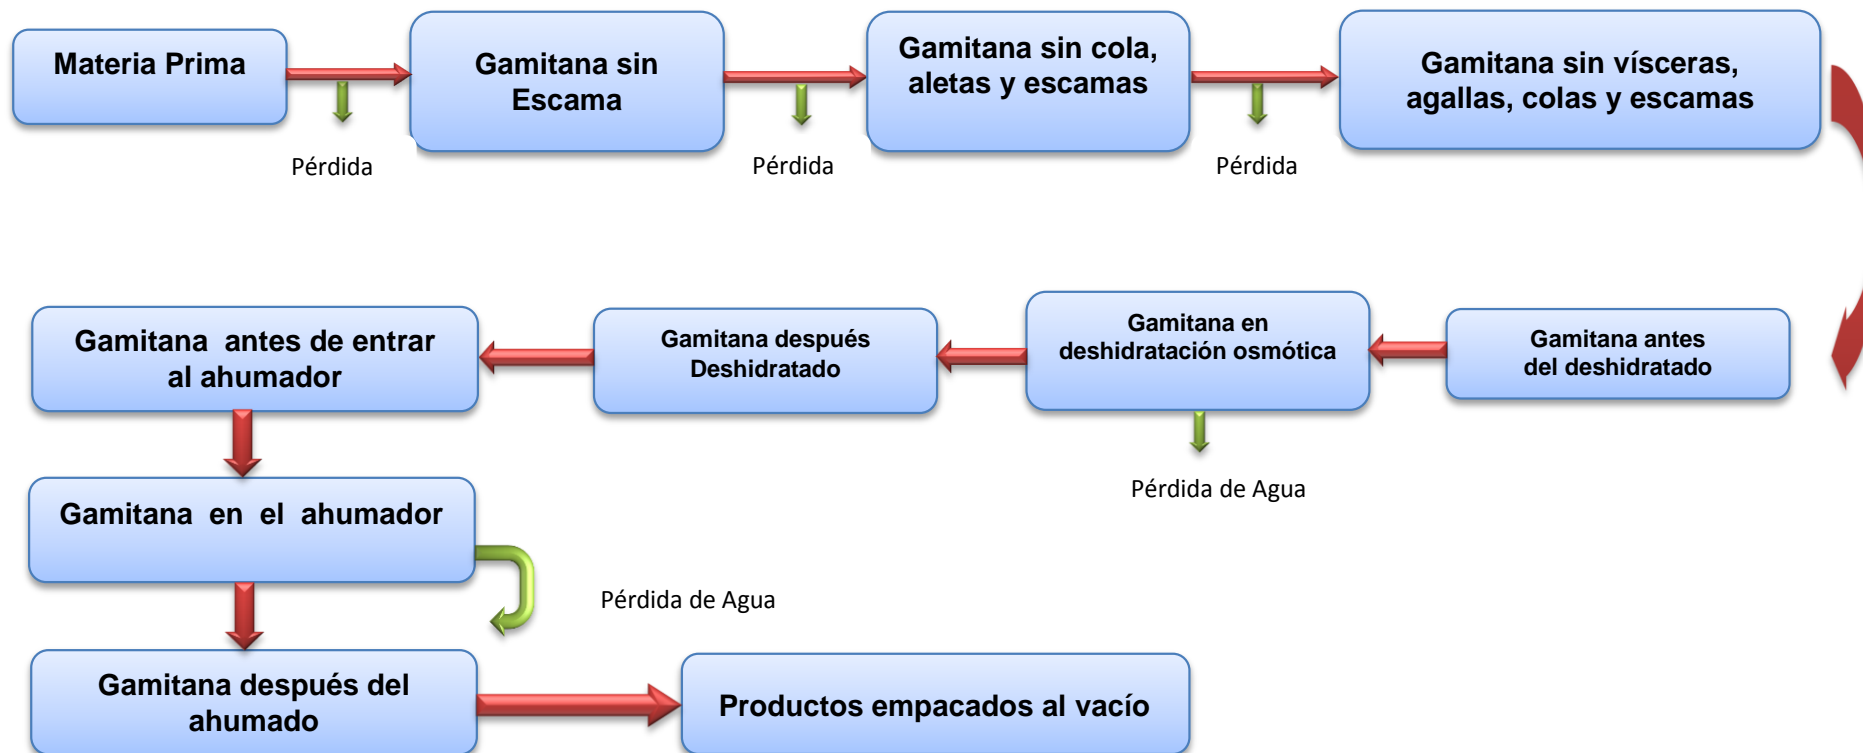 Materia Prima
Gamitana sin
Escama
Gamitana sin cola,
aletas y escamas
Gamitana sin vísceras,
agallas, colas y escamas
Pérdida
Pérdida
Pérdida
Gamitana antes
del deshidratado
Gamitana en
deshidratación osmótica
Gamitana después
Deshidratado
Gamitana antes de entrar
al ahumador
Pérdida de Agua
Gamitana en el ahumador
Pérdida de Agua
Gamitana después del
ahumado
Productos empacados al vacío